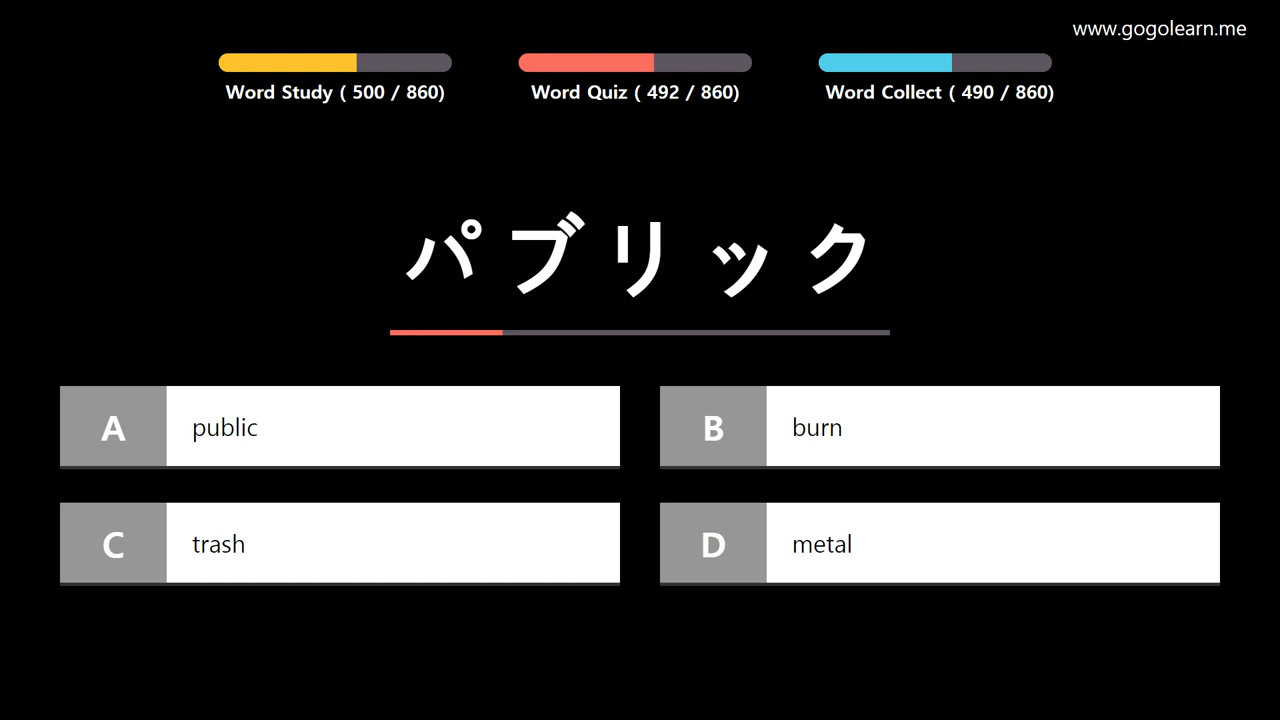 www.gogolearn.me
Word Study ( 500 / 860)
Word Quiz ( 492 / 860)
Word Collect ( 490 / 860)
パブリック
A public
B burn
C trash
D metal